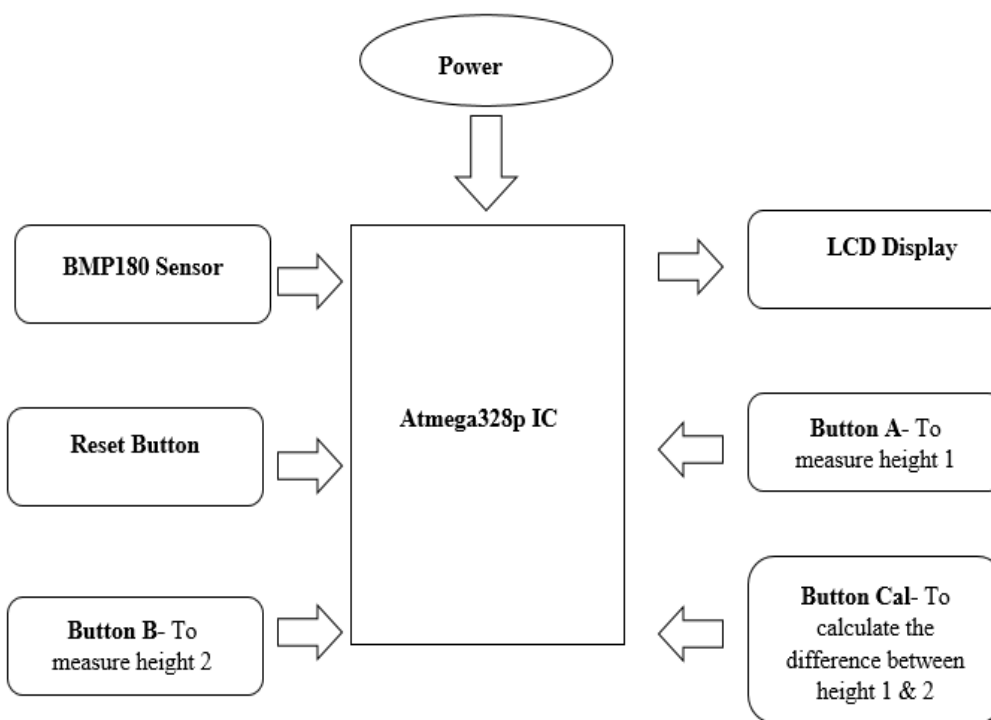 Power
BMP180 Sensor
LCD Display
Reset Button
Atmega328p IC
Button A- To
measure height 1
Button B- To
measure height 2
Button Cal- To
calculate the
difference between
height 1 & 2